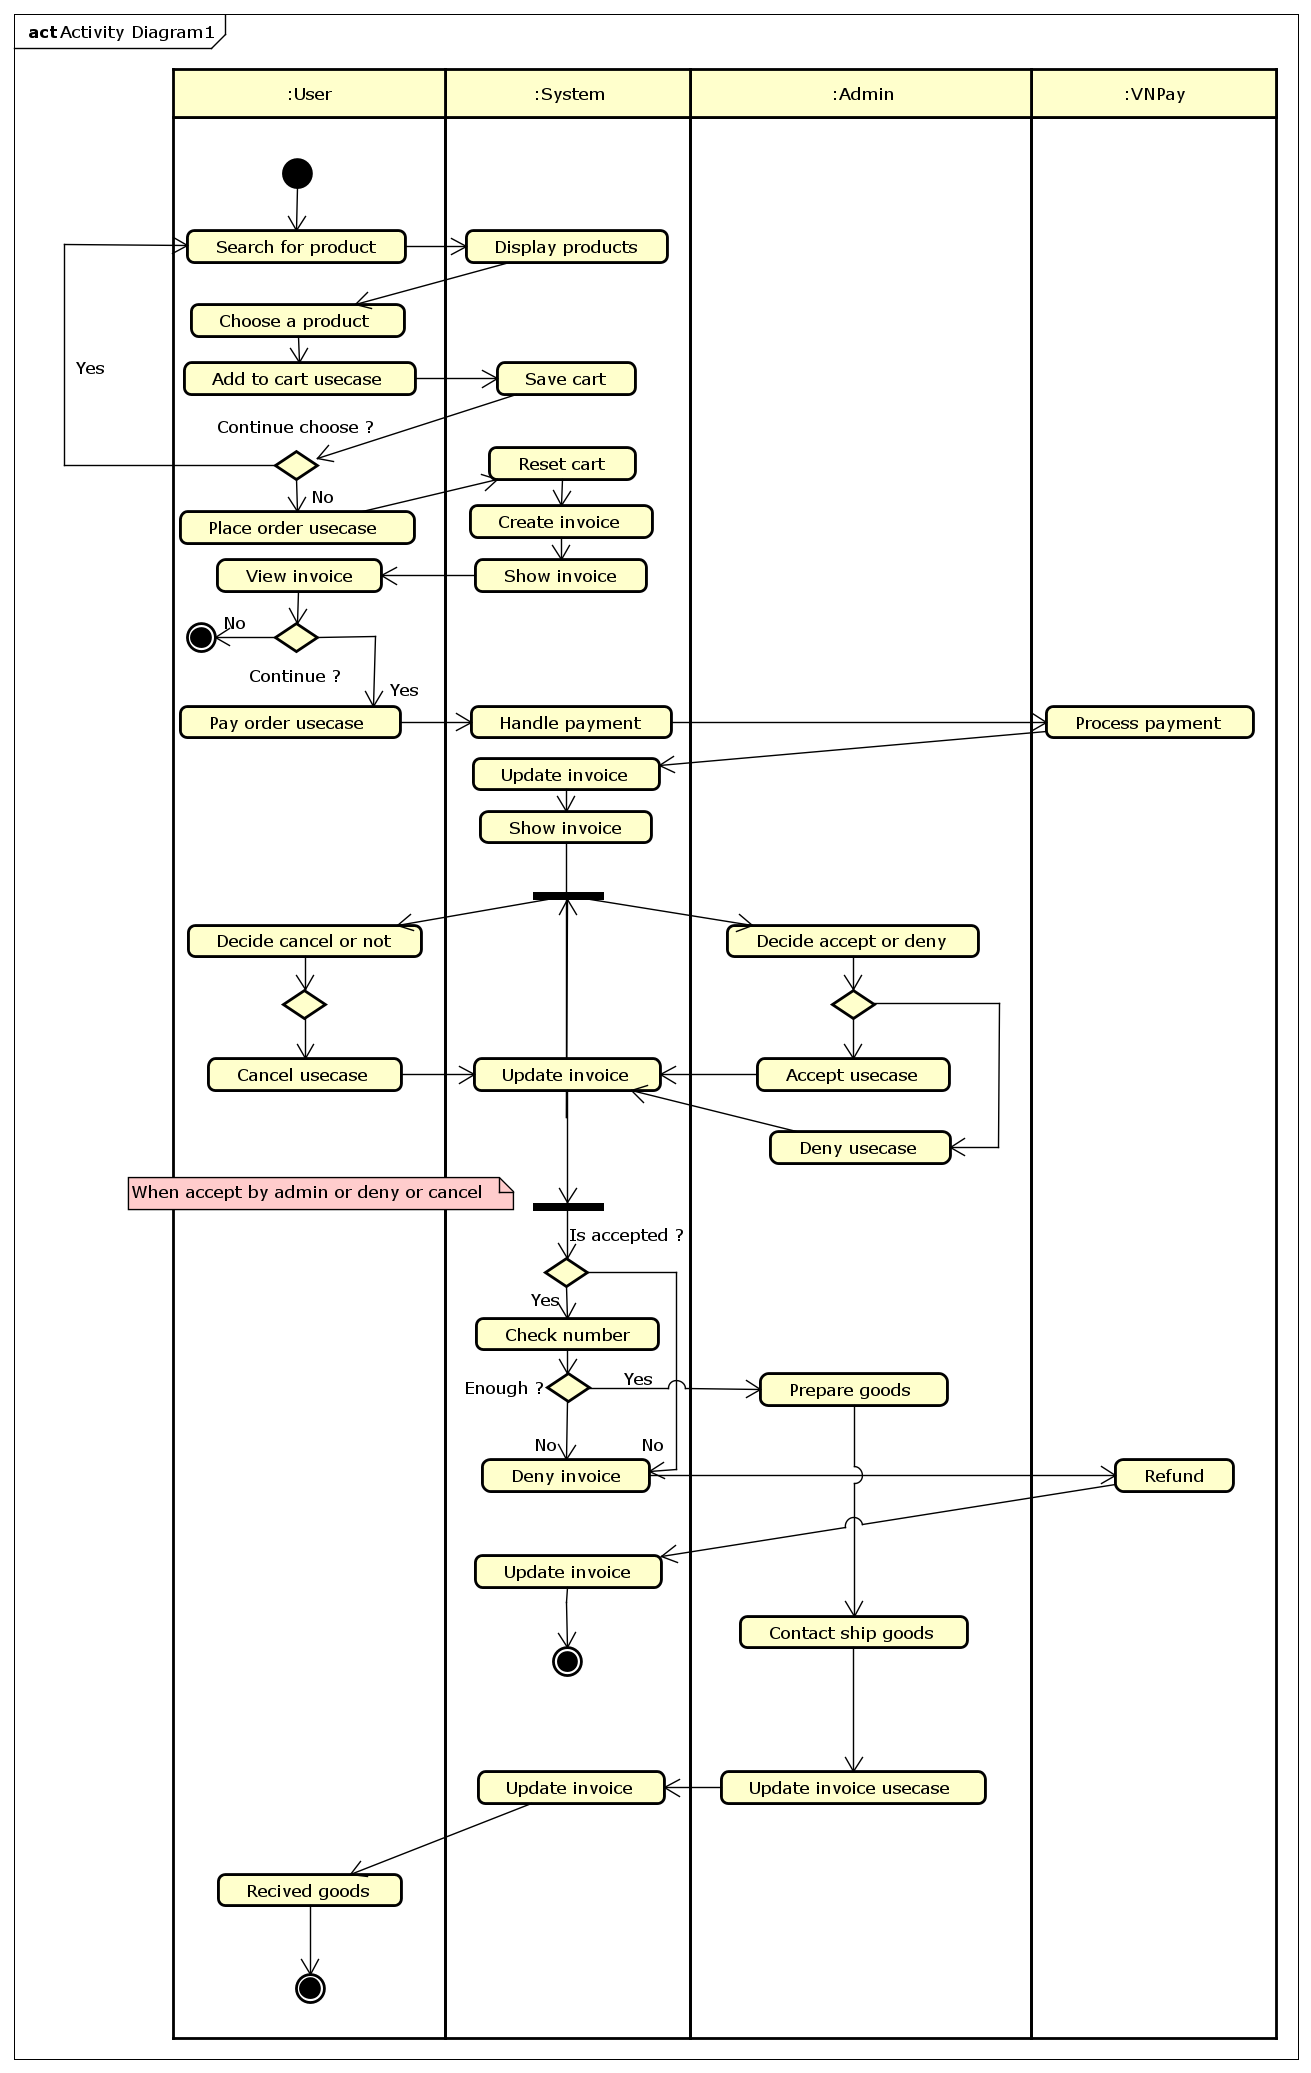 act Activity Diagram1
:User
:System
:Admin
:VNPay
Search for product
Display products
Choose a product
Yes
Add to cart usecase
Save cart
Continue choose ?
Reset cart
No
Place order usecase
Create invoice
View invoice
Show invoice
No
Continue ?
Yes
Pay order usecase
Handle payment
Process payment
Update invoice
Show invoice
Decide cancel or not
Decide accept or deny
Cancel usecase
Update invoice
Accept usecase
Deny usecase
When accept by admin or deny or cancel
Is accepted ?
Yes
Check number
Enough ?
Yes
Prepare goods
No
No
Deny invoice
Refund
Update invoice
Contact ship goods
Update invoice
Update invoice usecase
Recived goods